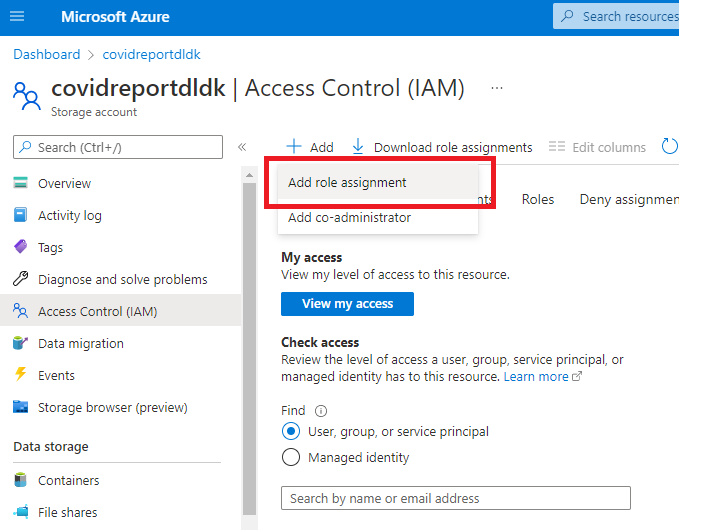 Microsoft Azure
Search resources
Dashboard > covidreportdldk
covidreportdldk | Access Control (IAM) ...
Storage account
Search (Ctrl+/)
Add
Download role assignments
Edit columns
Add role assignment
Add co-administrator
Roles
Deny assignmen
Overview
Activity log
Tags
Diagnose and solve problems
Access Control (IAM)
Data migration
Events
Storage browser (preview)
Data storage
Containers
File shares
My access
View my level of access to this resource.
View my access
Check access
Review the level of access a user, group, service principal, or
managed identity has to this resource. Learn more
Find
User, group, or service principal
Managed identity
Search by name or email address